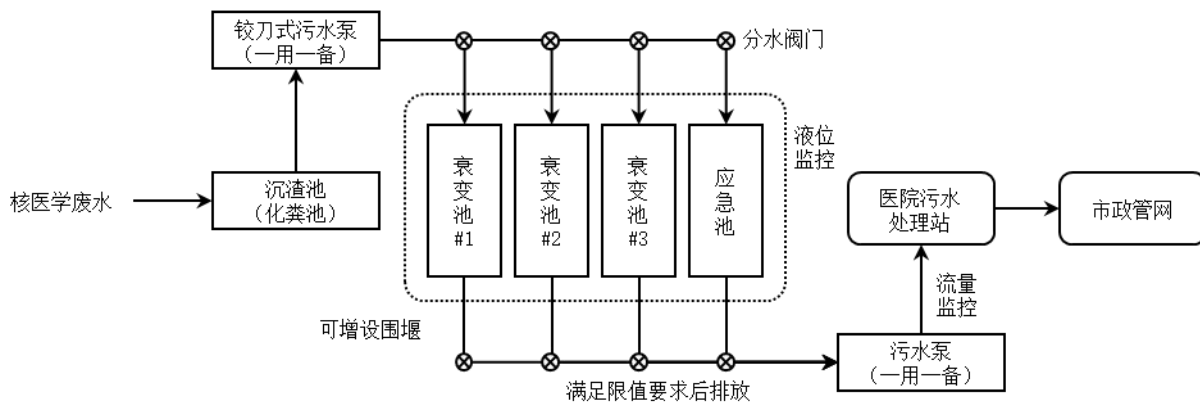 铰刀式污水泵
（一用一备）
分水阀门
液位
监控
衰变池#1
衰变池#2
衰变池#3
应急池
核医学废水
沉渣池
（化粪池）
医院污水
处理站
市政管网
流量
监控
可增设围堰
污水泵
（一用一备）
满足限值要求后排放